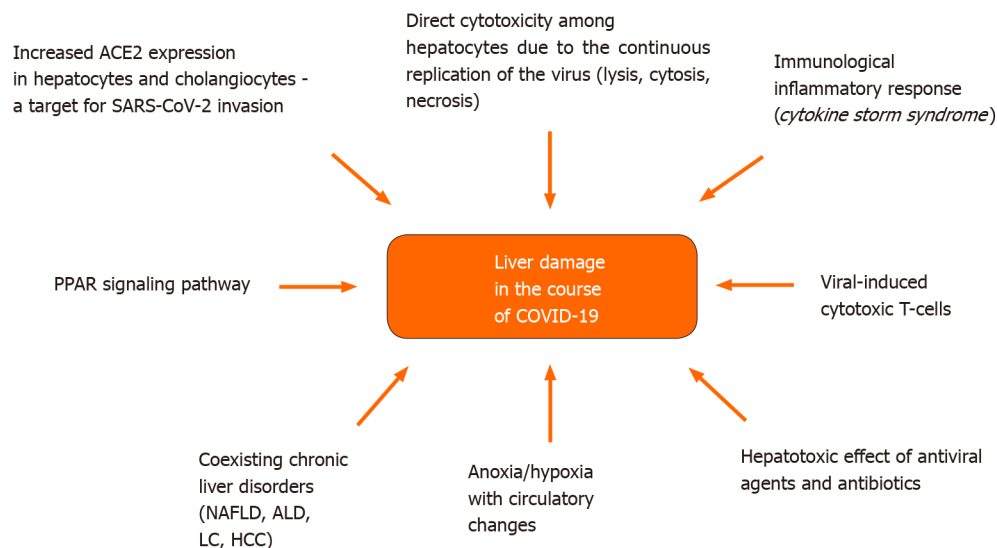 Increased ACE2 expression
in hepatocytes and cholangiocytes -
a target for SARS-CoV-2 invasion
Direct cytotoxicity among
hepatocytes due to the continuous
replication of the virus (lysis, cytosis,
necrosis)
Immunological
inflammatory response
(cytokine storm syndrome)
PPAR signaling pathway
Liver damage
in the course
of COVID-19
Viral-induced
cytotoxic T-cells
Coexisting chronic
liver disorders
(NAFLD, ALD,
LC, HCC)
Anoxia/hypoxia
with circulatory
changes
Hepatotoxic effect of antiviral
agents and antibiotics